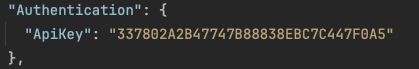 "Authentication": {
"ApiKey": "337802A2B47747B88838EBC7C447F0A5"
},